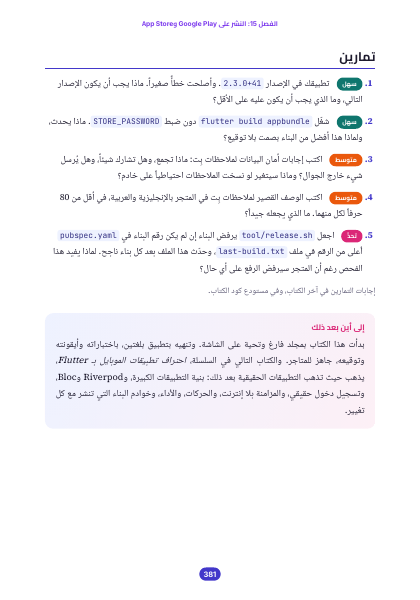 الفصل 15: النشر على App Storeو Google Play
تمارين
1. سهل تطبيقك في الإصدار 2.3.0+41، وأصلحت خطأً صغيراً. ماذا يجب أن يكون الإصدار
التالي، وما الذي يجب أن يكون عليه على الأقل؟
2. سهل شغّل flutter build appbundle دون ضبط STORE_PASSWORD. ماذا يحدث،
ولماذا هذا أفضل من البناء بصمت بلا توقيع؟
3. متوسط اكتب إجابات أمان البيانات لملاحظات بِت: ماذا تجمع، وهل تشارك شيئاً، وهل يُرسل
شيء خارج الجوال؟ وماذا سيتغير لو نسخت الملاحظات احتياطياً على خادم؟
4. متوسط اكتب الوصف القصير لملاحظات بِت في المتجر بالإنجليزية والعربية، في أقل من 80
حرفاً لكل منهما. ما الذي يجعله جيداً؟
5. تحدٍّ اجعل tool/release.sh يرفض البناء إن لم يكن رقم البناء في pubspec.yaml
أعلى من الرقم في ملف last-build.txt، وحدّث هذا الملف بعد كل بناء ناجح. لماذا يفيد هذا
الفحص رغم أن المتجر سيرفض الرفع على أي حال؟
إجابات التمارين في آخر الكتاب، وفي مستودع كود الكتاب.
إلى أين بعد ذلك
بدأت هذا الكتاب بمجلد فارغ وتحية على الشاشة. وتنهيه بتطبيق بلغتين، باختباراته وأيقونته
وتوقيعه، جاهز للمتاجر. والكتاب التالي في السلسلة، احتراف تطبيقات الموبايل بـ Flutter،
يذهب حيث تذهب التطبيقات الحقيقية بعد ذلك: بنية التطبيقات الكبيرة، وRiverpod وBloc،
وتسجيل دخول حقيقي، والمزامنة بلا إنترنت، والحركات، والأداء، وخوادم البناء التي تنشر مع كل
تغيير.
381